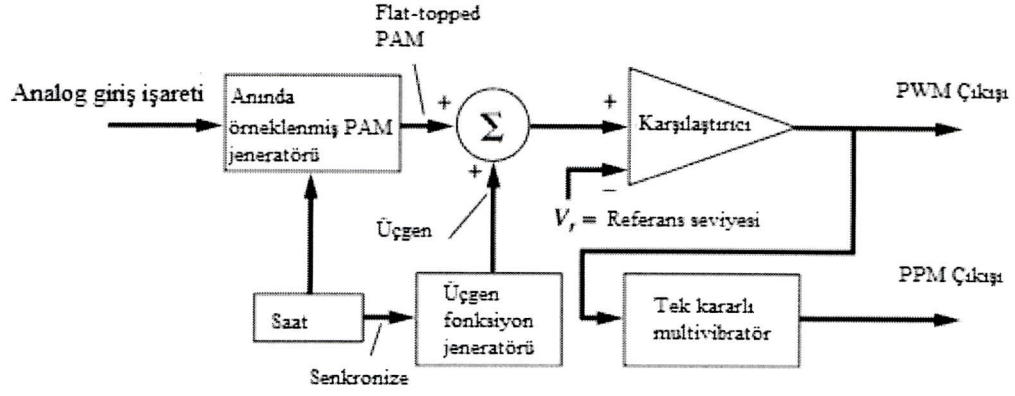 Flat-topped
PAM
Analog giriş işareti
Anında
örneklenmiş PAM
jeneratörü
+
Σ
+
+
Karşılaştırıcı
−
PWM Çıkışı
Üçgen
V_r = Referans seviyesi
PPM Çıkışı
Saat
Senkronize
Üçgen
fonksiyon
jeneratörü
Tek kararlı
multivibratör